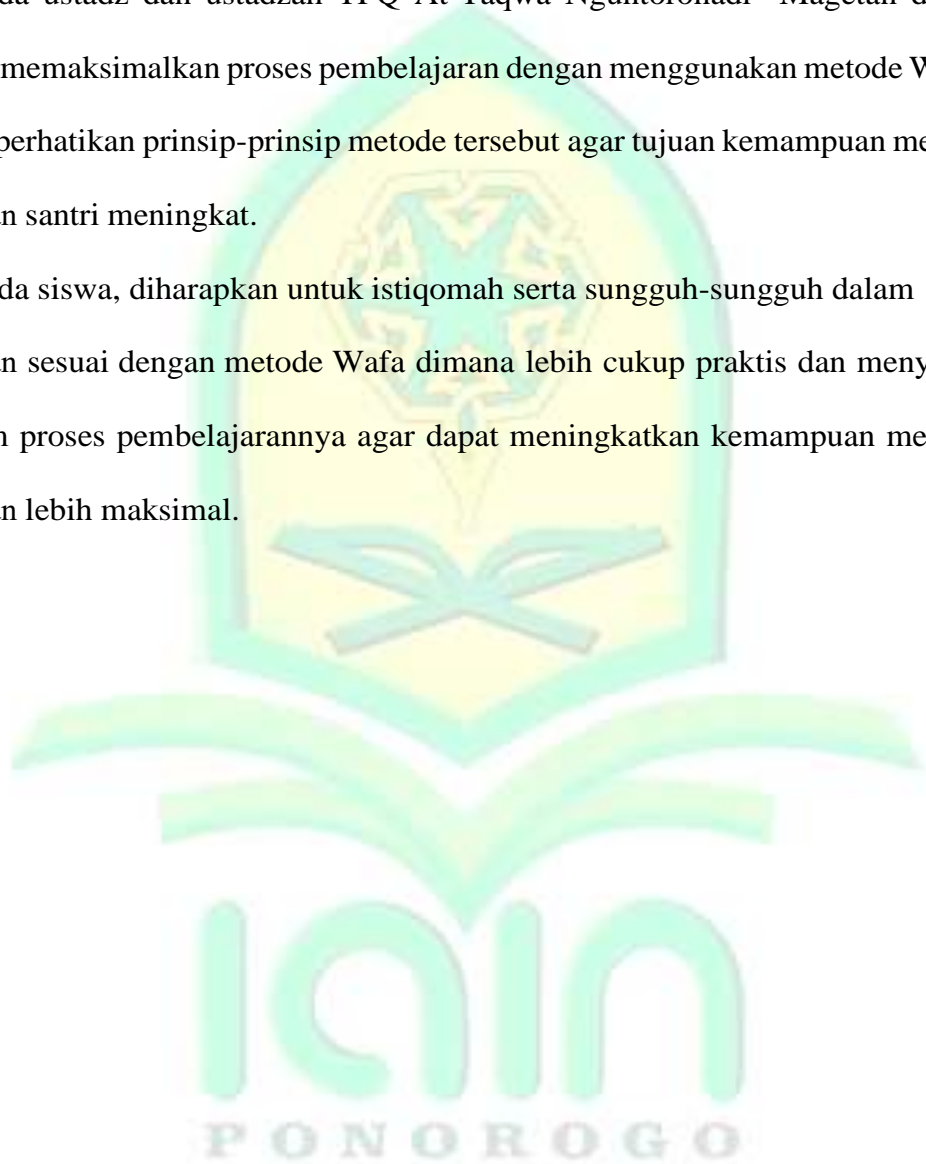 da ustadz dan ustadzah TPQ At-Taqwa Nguntoronadi Magetan d
memaksimalkan proses pembelajaran dengan menggunakan metode W
perhatikan prinsip-prinsip metode tersebut agar tujuan kemampuan me
n santri meningkat.
da siswa, diharapkan untuk istiqomah serta sungguh-sungguh dalam
n sesuai dengan metode Wafa dimana lebih cukup praktis dan meny
n proses pembelajarannya agar dapat meningkatkan kemampuan me
n lebih maksimal.
iain
PONOROGO